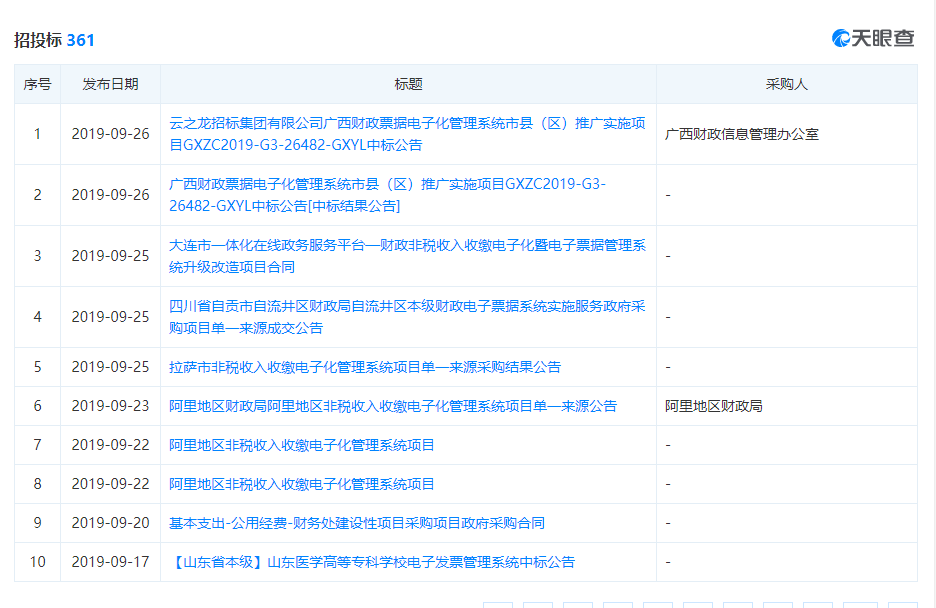 招投标 361
天眼查
序号 发布日期 标题 采购人
1 2019-09-26 云之龙招标集团有限公司广西财政票据电子化管理系统市县（区）推广实施项
目GXZC2019-G3-26482-GXYL中标公告 广西财政信息管理办公室
2 2019-09-26 广西财政票据电子化管理系统市县（区）推广实施项目GXZC2019-G3-
26482-GXYL中标公告[中标结果公告] -
3 2019-09-25 大连市一体化在线政务服务平台—财政非税收入收缴电子化暨电子票据管理系
统升级改造项目合同 -
4 2019-09-25 四川省自贡市自流井区财政局自流井区本级财政电子票据系统实施服务政府采
购项目单一来源成交公告 -
5 2019-09-25 拉萨市非税收入收缴电子化管理系统项目单一来源采购结果公告 -
6 2019-09-23 阿里地区财政局阿里地区非税收入收缴电子化管理系统项目单一来源公告 阿里地区财政局
7 2019-09-22 阿里地区非税收入收缴电子化管理系统项目 -
8 2019-09-22 阿里地区非税收入收缴电子化管理系统项目 -
9 2019-09-20 基本支出-公用经费-财务处建设性项目采购项目政府采购合同 -
10 2019-09-17 【山东省本级】山东医学高等专科学校电子发票管理系统中标公告 -